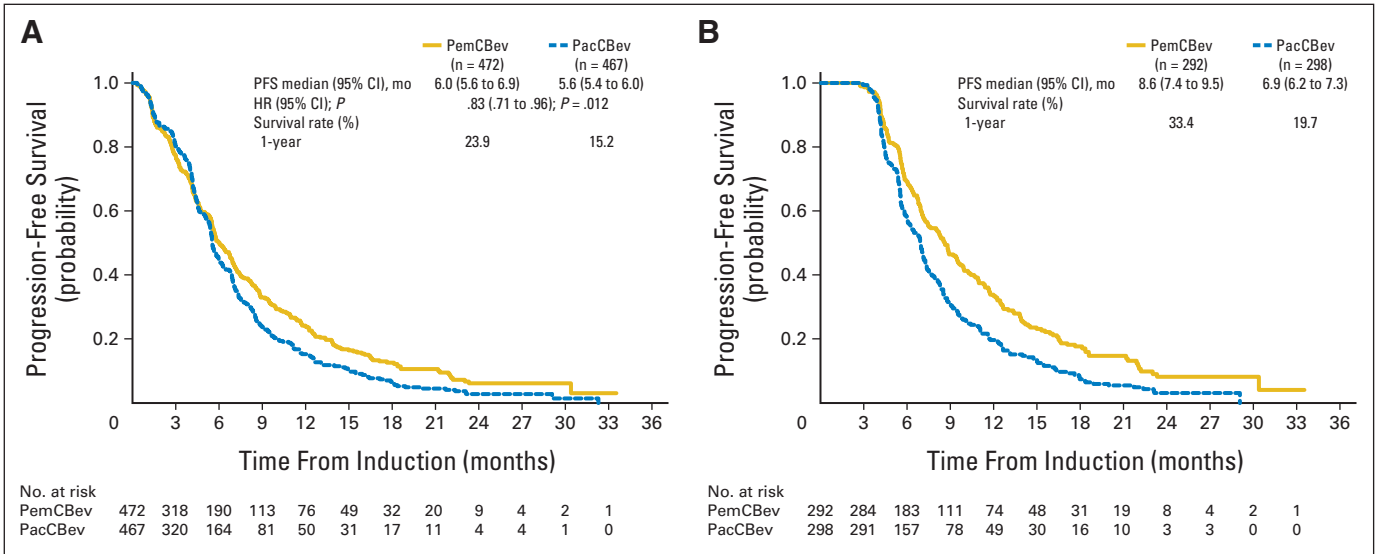 A
PemCBev PacCBev
(n = 472) (n = 467)
PFS median (95% CI), mo 6.0 (5.6 to 6.9) 5.6 (5.4 to 6.0)
HR (95% CI); P .83 (.71 to .96); P = .012
Survival rate (%)
1-year 23.9 15.2
Progression-Free Survival
(probability)
1.0
0.8
0.6
0.4
0.2
0 3 6 9 12 15 18 21 24 27 30 33 36
Time From Induction (months)
No. at risk
PemCBev 472 318 190 113 76 49 32 20 9 4 2 1
PacCBev 467 320 164 81 50 31 17 11 4 4 1 0
B
PemCBev PacCBev
(n = 292) (n = 298)
PFS median (95% CI), mo 8.6 (7.4 to 9.5) 6.9 (6.2 to 7.3)
Survival rate (%)
1-year 33.4 19.7
Progression-Free Survival
(probability)
1.0
0.8
0.6
0.4
0.2
0 3 6 9 12 15 18 21 24 27 30 33 36
Time From Induction (months)
No. at risk
PemCBev 292 284 183 111 74 48 31 19 8 4 2 1
PacCBev 298 291 157 78 49 30 16 10 3 3 0 0